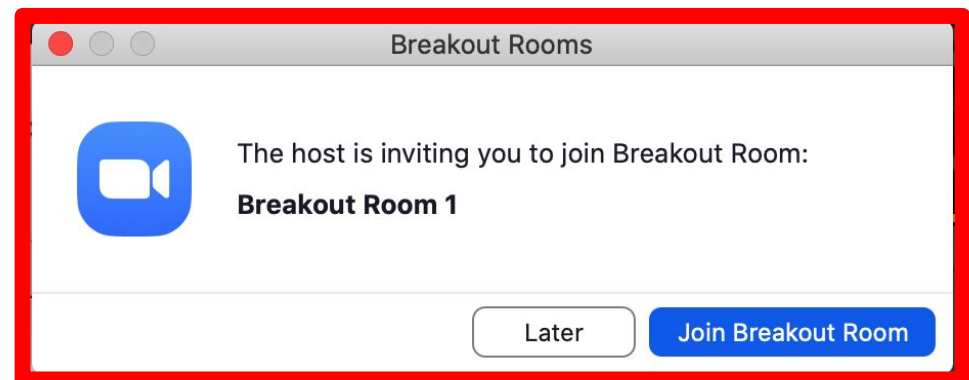 Breakout Rooms
The host is inviting you to join Breakout Room:
Breakout Room 1
Later
Join Breakout Room